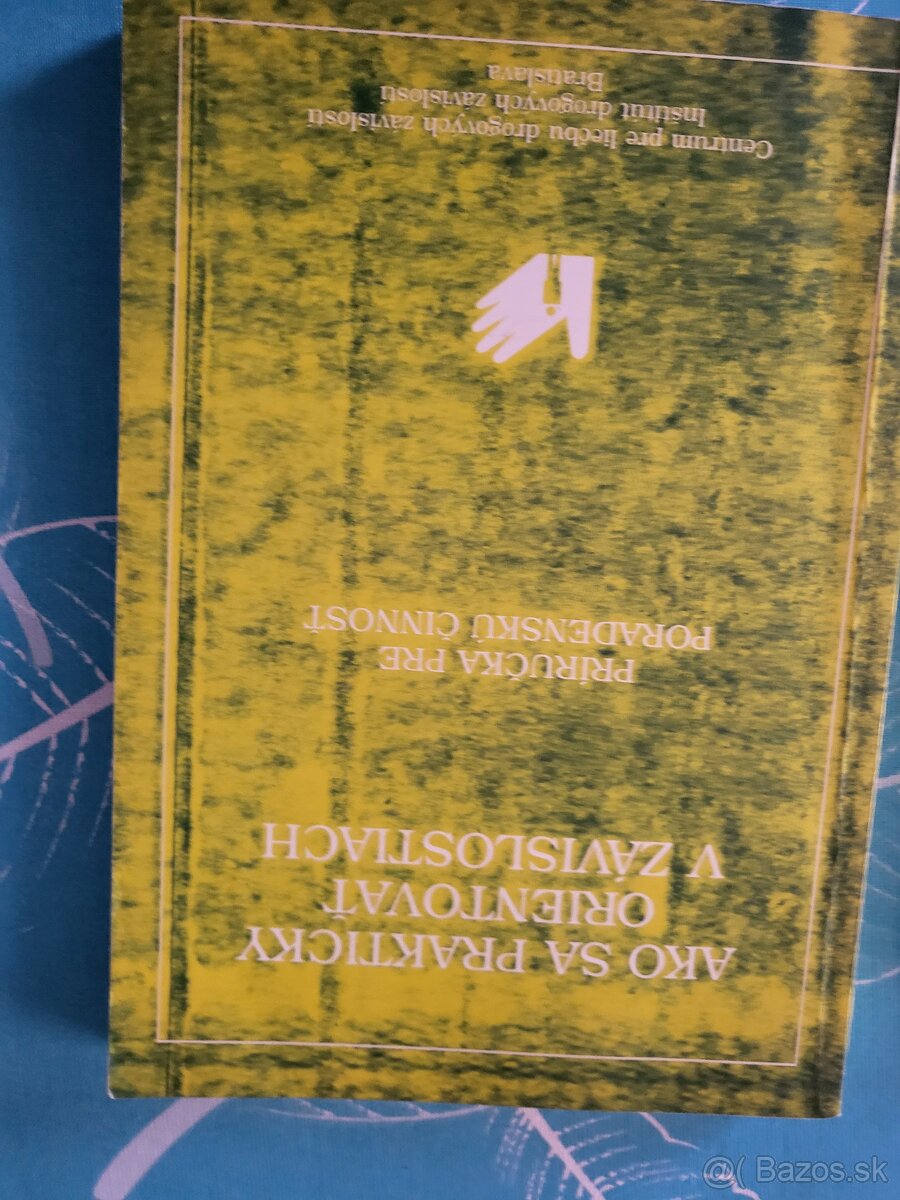 AKO SA PRAKTICKY
ORIENTOVAŤ
V ZÁVISLOSTIACH
PRÍRUČKA PRE
PORADENSKÚ ČINNOSŤ
Centrum pre liečbu drogových závislostí
Inštitut drogových závislostí
Bratislava
@( Bazos.sk